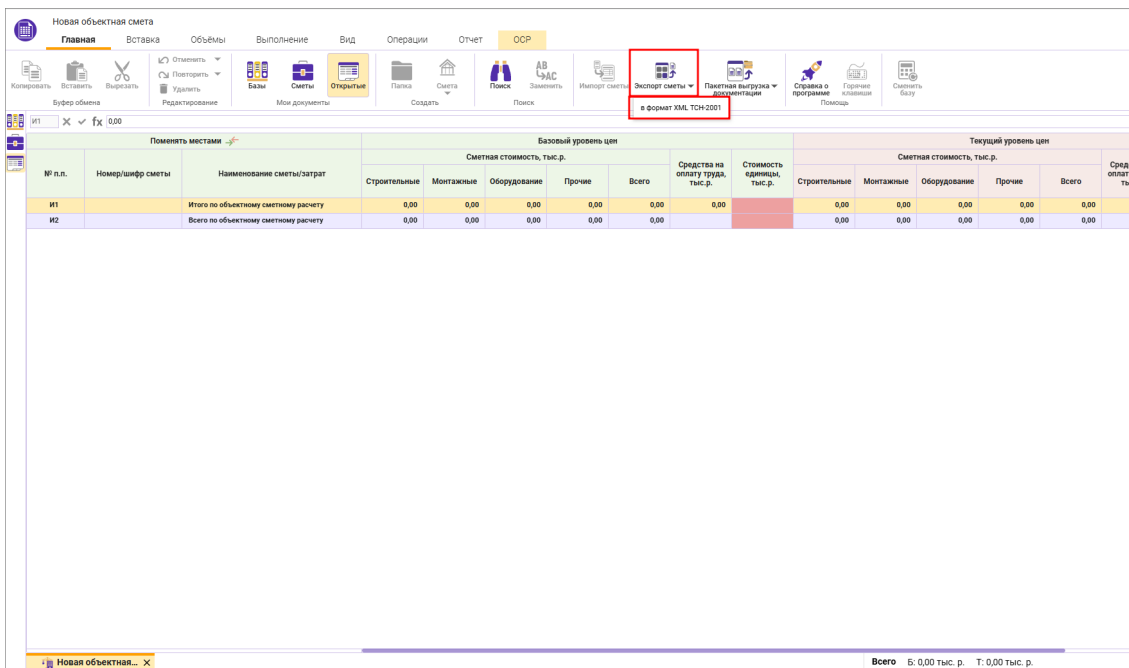 Новая объектная смета
Главная Вставка Объёмы Выполнение Вид Операции Отчет ОСР
Копировать Вставить Вырезать
Отменить
Повторить
Удалить
Базы Сметы Открытые Папка Смета Поиск
AB
AC
Заменить Импорт сметы Экспорт сметы Пакетная выгрузка документации Справка о программе Горячие клавиши Сменить базу
Буфер обмена Редактирование Мои документы Создать Поиск Помощь
в формат XML ТСН-2001
И1 fx 0,00
Поменять местами Базовый уровень цен Текущий уровень цен
№ п.п. Номер/шифр сметы Наименование сметы/затрат Сметная стоимость, тыс.р. Средства на оплату труда, тыс.р. Стоимость единицы, тыс.р. Сметная стоимость, тыс.р.
Строительные Монтажные Оборудование Прочие Всего Строительные Монтажные Оборудование Прочие Всего
И1 Итого по объектному сметному расчету 0,00 0,00 0,00 0,00 0,00 0,00 0,00 0,00 0,00 0,00 0,00
И2 Всего по объектному сметному расчету 0,00 0,00 0,00 0,00 0,00 0,00 0,00 0,00 0,00 0,00
Новая объектная... Всего Б: 0,00 тыс. р. Т: 0,00 тыс. р.